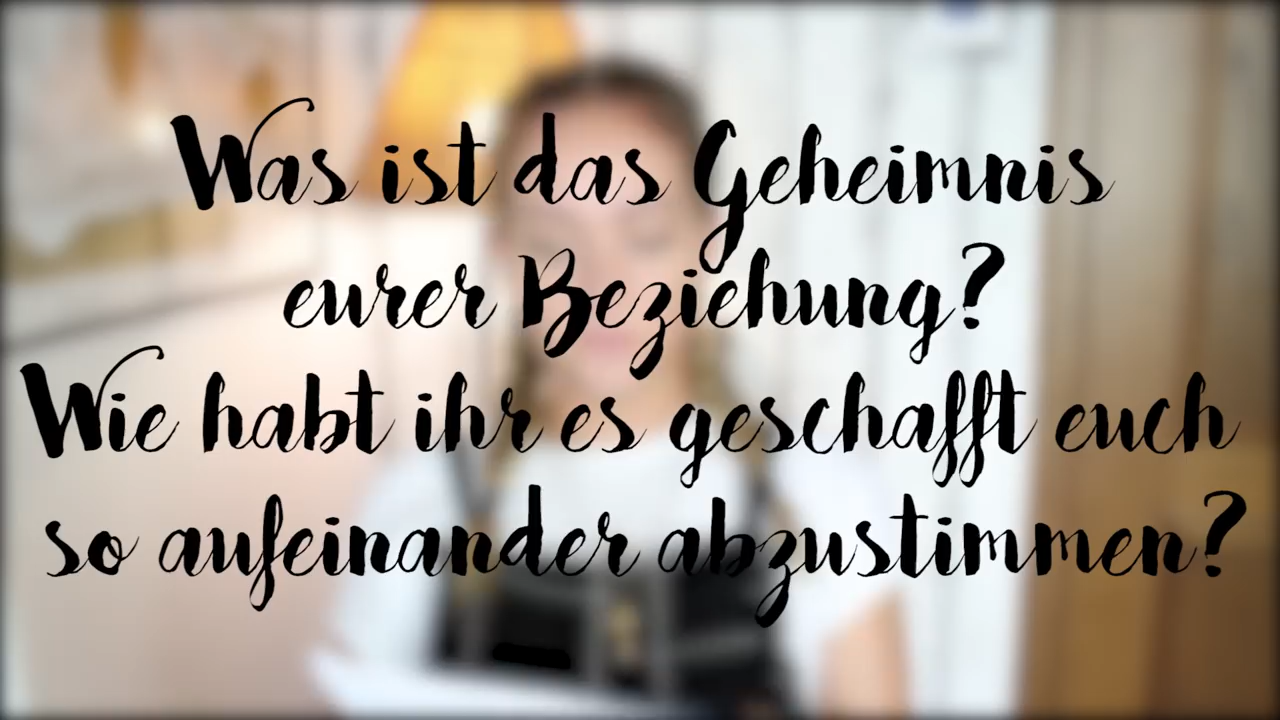 Was ist das Geheimnis
eurer Beziehung?
Wie habt ihr es geschafft euch
so aufeinander abzustimmen?